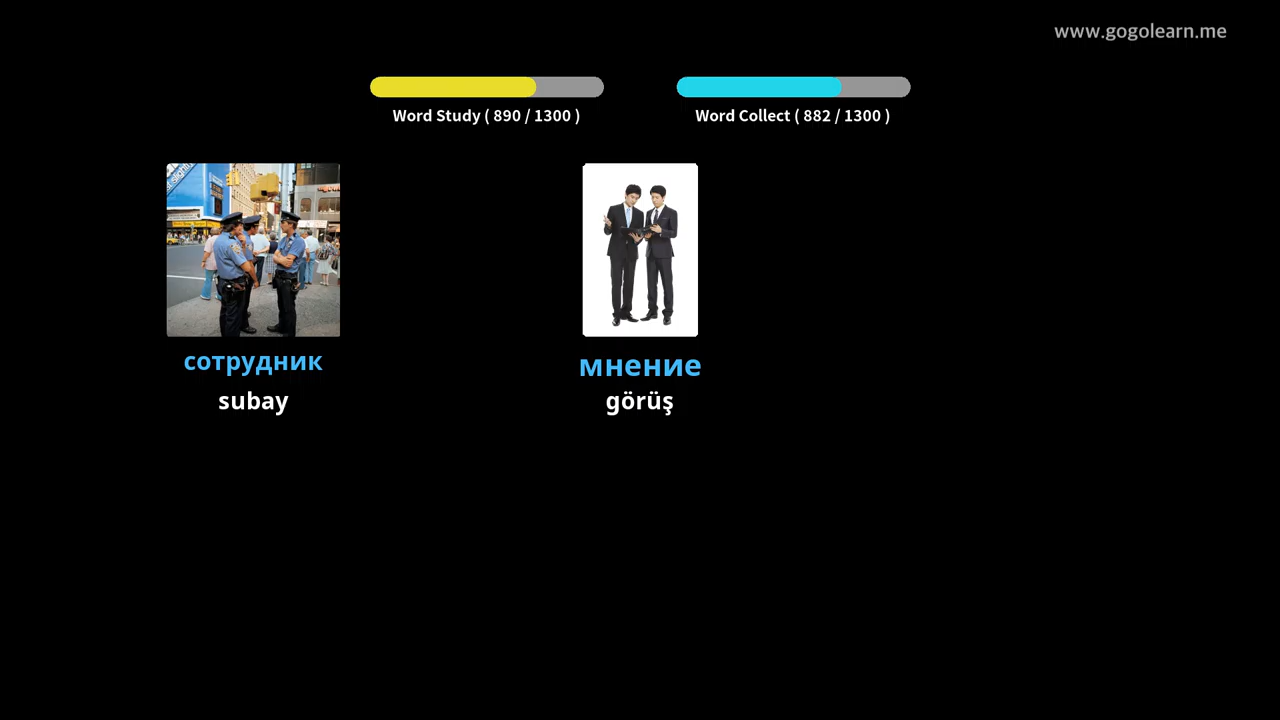 www.gogolearn.me
Word Study ( 890 / 1300 )
Word Collect ( 882 / 1300 )
сотрудник
subay
мнение
görüş